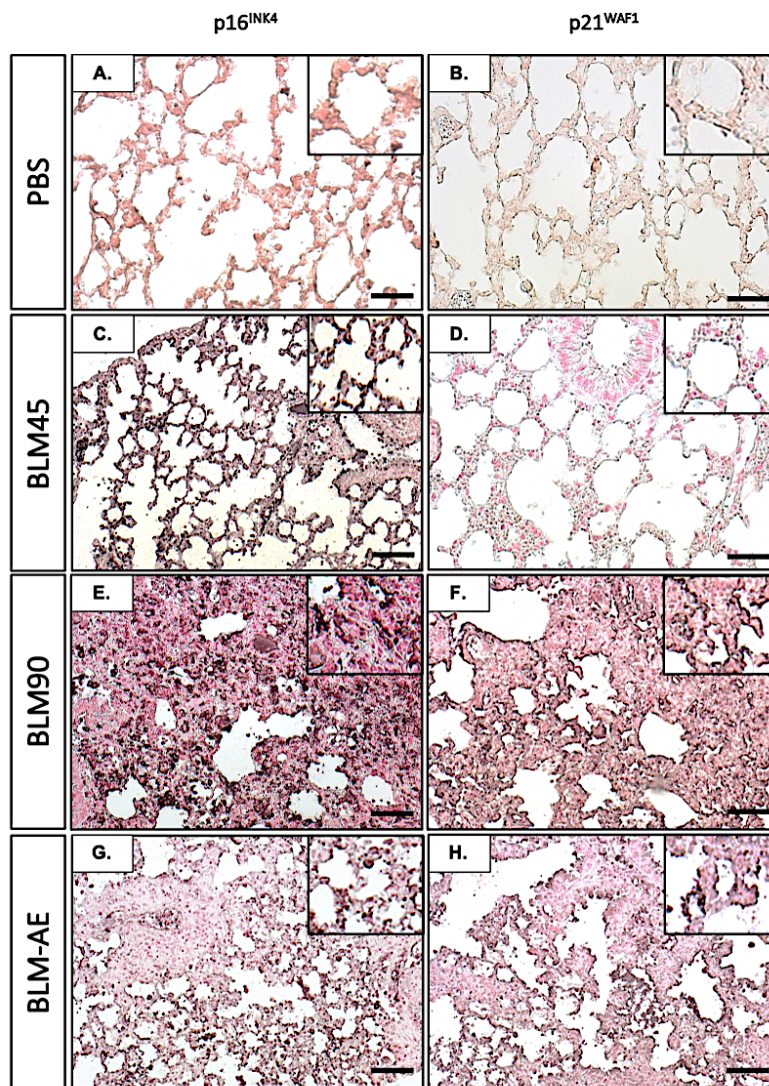 p16INK4 p21WAF1
PBS
A. B.
BLM45
C. D.
BLM90
E. F.
BLM-AE
G. H.